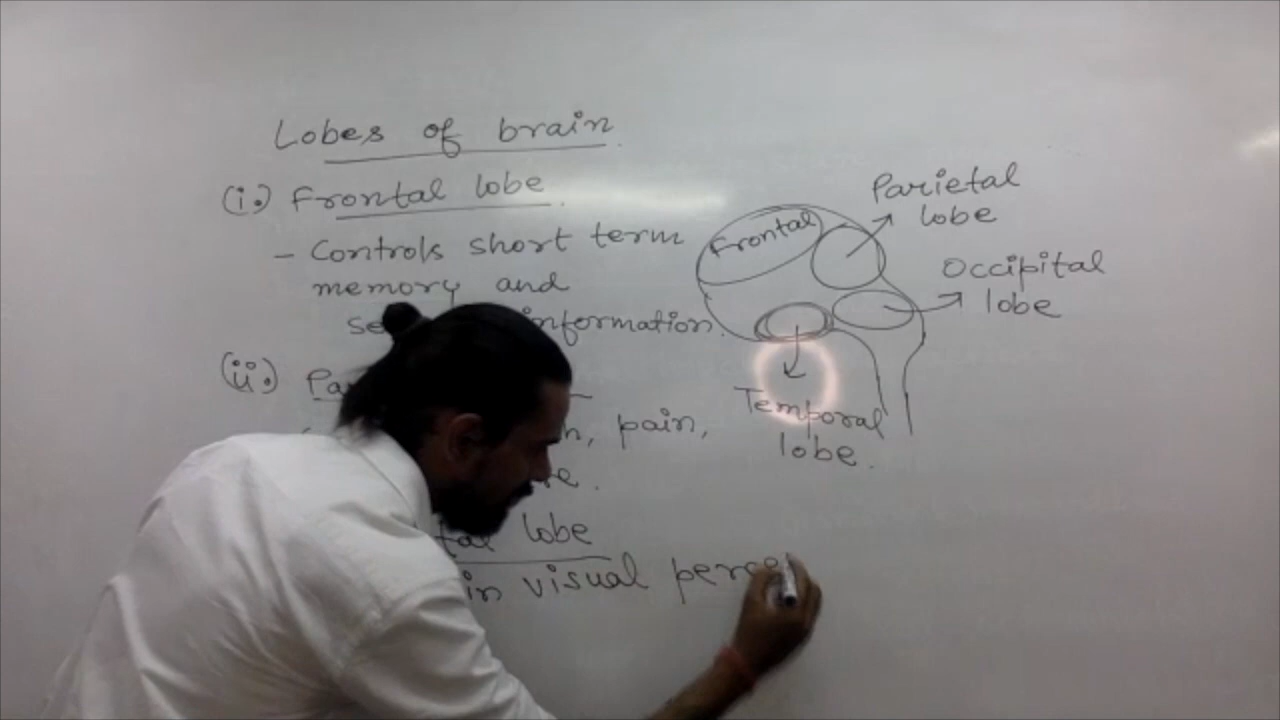 Lobes of brain.
(i.) Frontal lobe.
- Controls short term
memory and
information.
(ii.)
pain,
lobe
in visual
Frontal
Parietal
lobe
Occipital
lobe
Temporal
lobe.